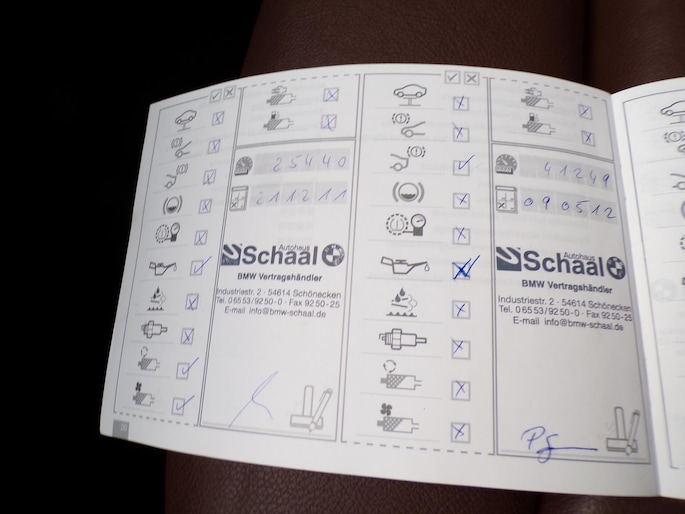 25440
211211
Autohaus
Schaal
BMW Vertragshändler
Industriestr. 2 · 54614 Schönecken
Tel. 06553/9250-0 · Fax 9250-25
E-mail info@bmw-schaal.de
41249
090512
Autohaus
Schaal
BMW Vertragshändler
Industriestr. 2 · 54614 Schönecken
Tel. 06553/9250-0 · Fax 9250-25
E-mail info@bmw-schaal.de